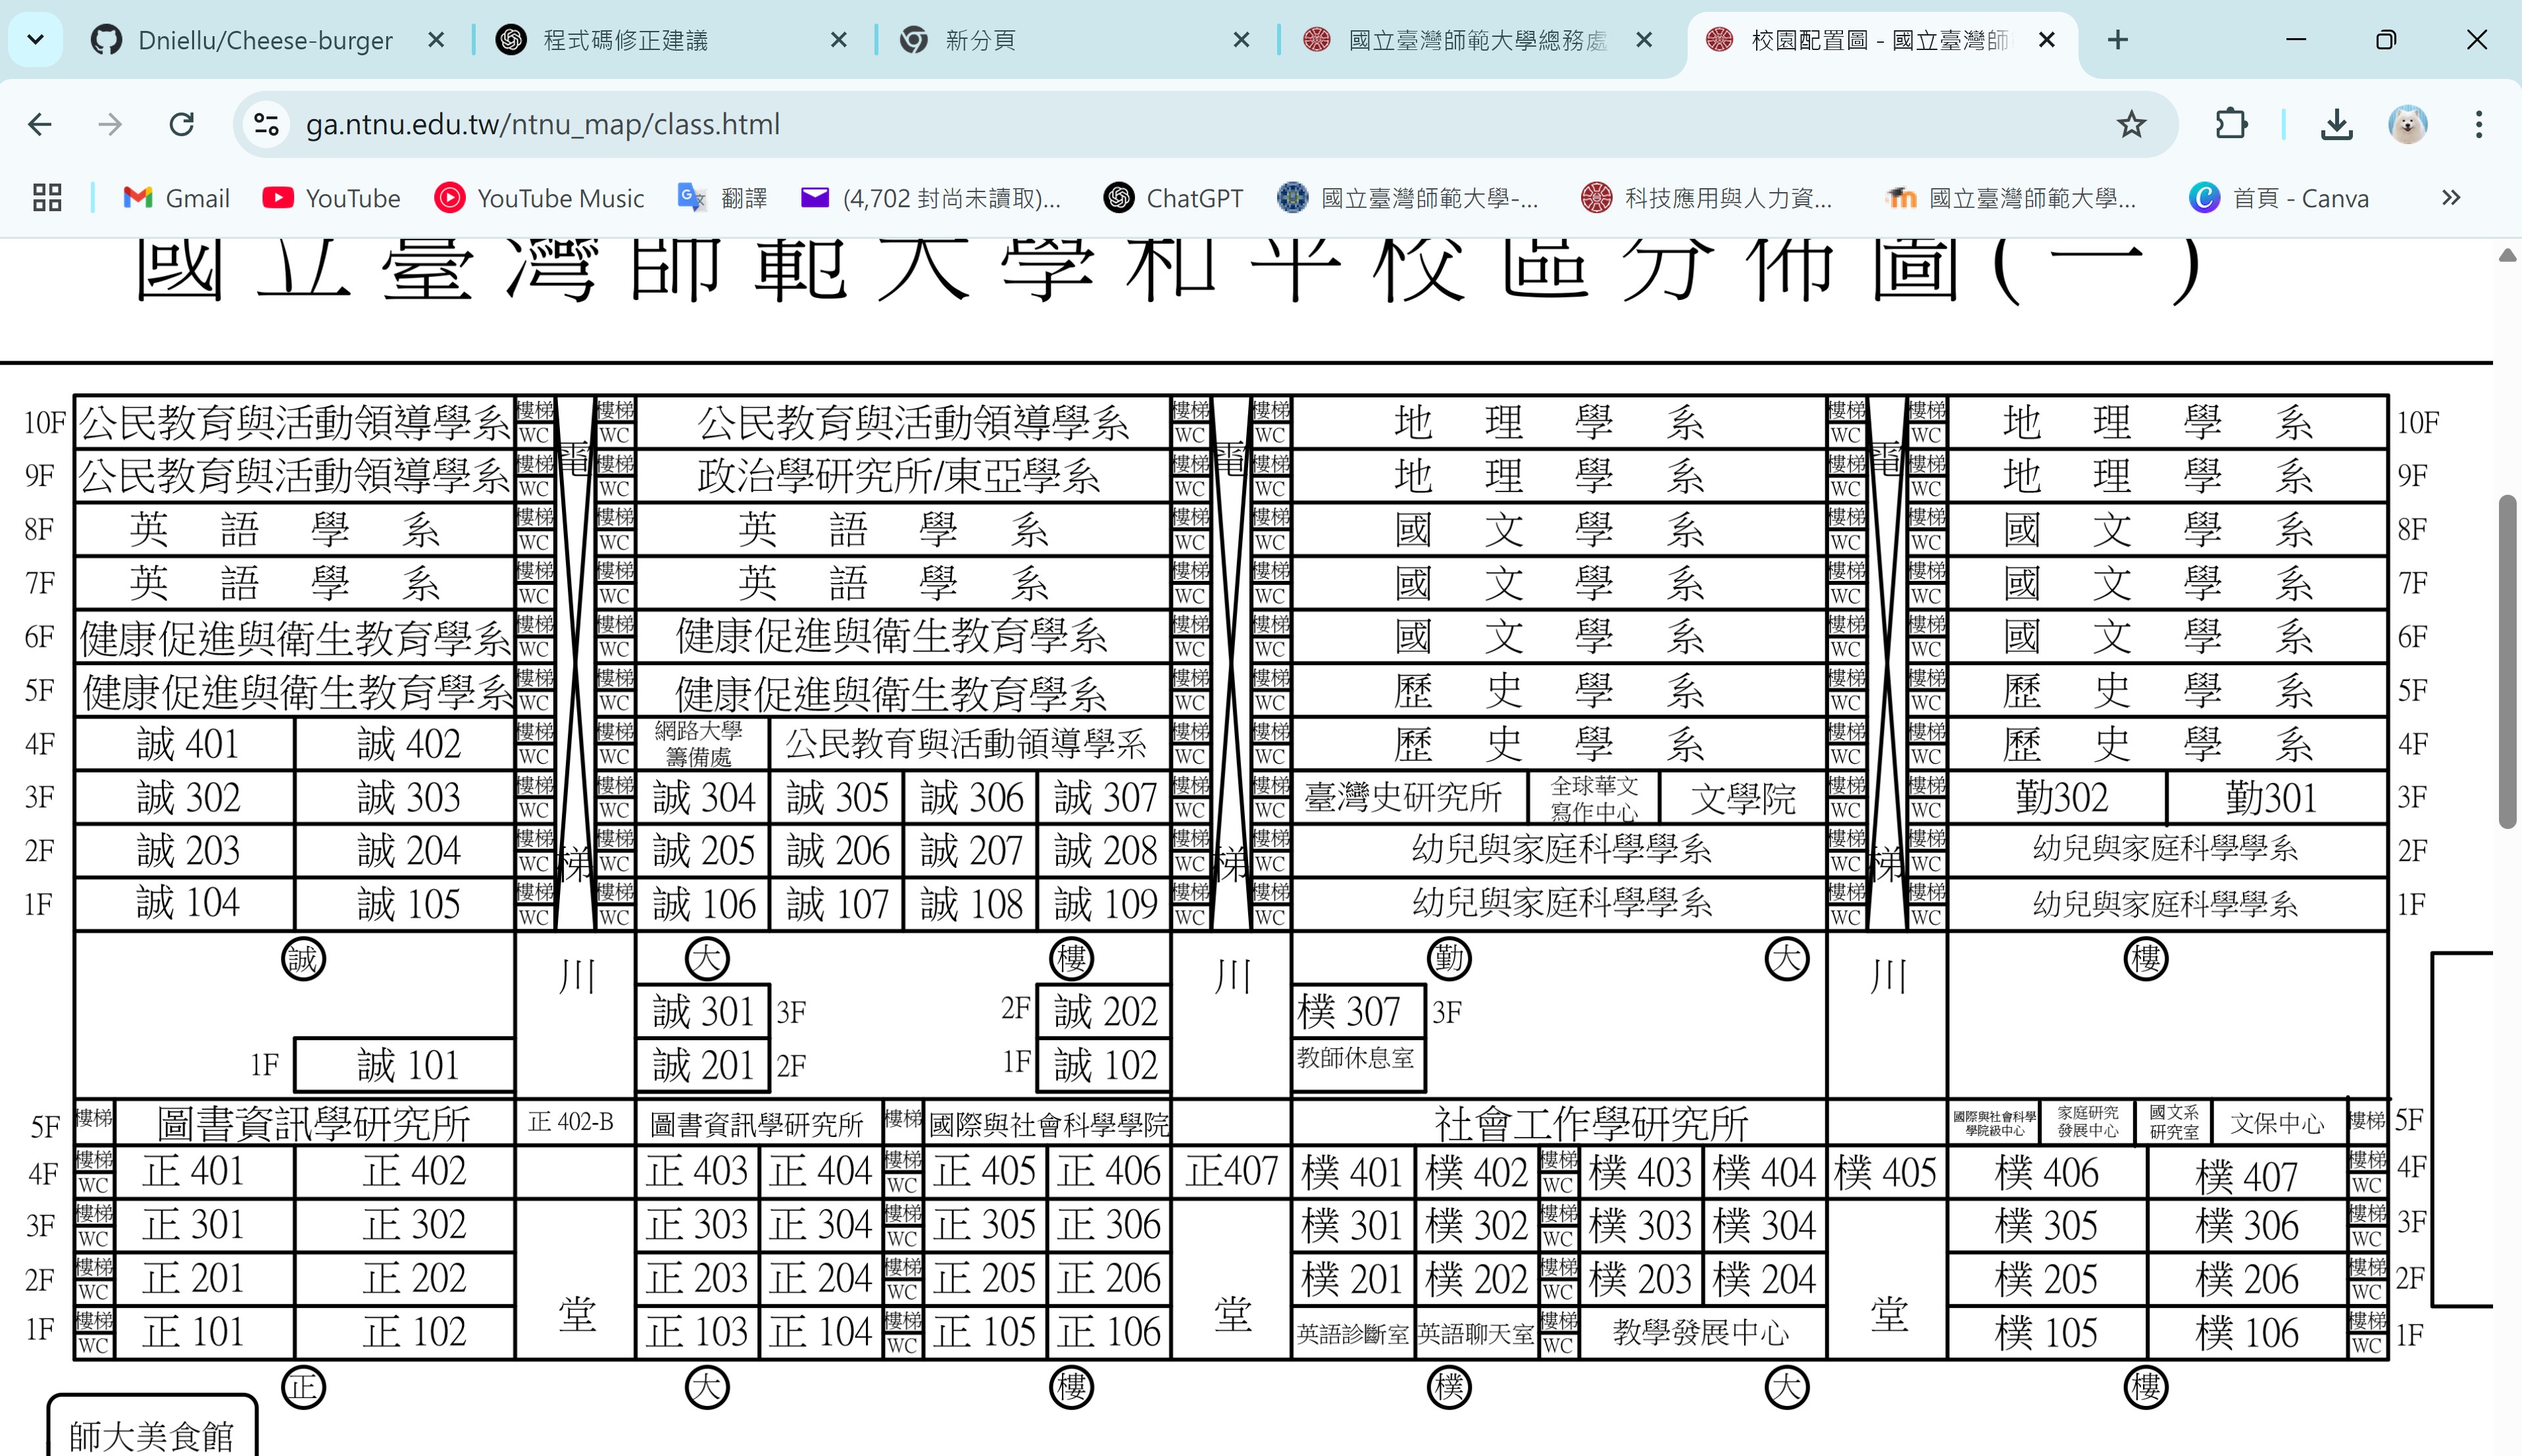 Dniellu/Cheese-burger
程式碼修正建議
新分頁
國立臺灣師範大學總務處
校園配置圖 - 國立臺灣師
ga.ntnu.edu.tw/ntnu_map/class.html
Gmail
YouTube
YouTube Music
翻譯
(4,702 封尚未讀取)...
ChatGPT
國立臺灣師範大學-...
科技應用與人力資...
國立臺灣師範大學...
首頁 - Canva
國立臺灣師範大學和平校區分佈圖(一)
10F 公民教育與活動領導學系 樓梯 WC 樓梯 WC 公民教育與活動領導學系 樓梯 WC 樓梯 WC 地理學系 樓梯 WC 樓梯 WC 地理學系 10F
電 電 電
9F 公民教育與活動領導學系 樓梯 WC 樓梯 WC 政治學研究所/東亞學系 樓梯 WC 樓梯 WC 地理學系 樓梯 WC 樓梯 WC 地理學系 9F
8F 英語學系 樓梯 WC 樓梯 WC 英語學系 樓梯 WC 樓梯 WC 國文學系 樓梯 WC 樓梯 WC 國文學系 8F
7F 英語學系 樓梯 WC 樓梯 WC 英語學系 樓梯 WC 樓梯 WC 國文學系 樓梯 WC 樓梯 WC 國文學系 7F
6F 健康促進與衛生教育學系 樓梯 WC 樓梯 WC 健康促進與衛生教育學系 樓梯 WC 樓梯 WC 國文學系 樓梯 WC 樓梯 WC 國文學系 6F
5F 健康促進與衛生教育學系 樓梯 WC 樓梯 WC 健康促進與衛生教育學系 樓梯 WC 樓梯 WC 歷史學系 樓梯 WC 樓梯 WC 歷史學系 5F
4F 誠 401 誠 402 樓梯 WC 樓梯 WC 網路大學籌備處 公民教育與活動領導學系 樓梯 WC 樓梯 WC 歷史學系 樓梯 WC 樓梯 WC 歷史學系 4F
3F 誠 302 誠 303 樓梯 WC 樓梯 WC 誠 304 誠 305 誠 306 誠 307 樓梯 WC 樓梯 WC 臺灣史研究所 全球華文寫作中心 文學院 樓梯 WC 樓梯 WC 勤302 勤301 3F
2F 誠 203 誠 204 樓梯 WC 樓梯 WC 誠 205 誠 206 誠 207 誠 208 樓梯 WC 樓梯 WC 幼兒與家庭科學學系 樓梯 WC 樓梯 WC 幼兒與家庭科學學系 2F
梯 梯 梯
1F 誠 104 誠 105 樓梯 WC 樓梯 WC 誠 106 誠 107 誠 108 誠 109 樓梯 WC 樓梯 WC 幼兒與家庭科學學系 樓梯 WC 樓梯 WC 幼兒與家庭科學學系 1F
誠 川 大 樓 川 勤 大 川 樓
誠 301 3F 2F 誠 202 樸 307 3F
1F 誠 101 誠 201 2F 1F 誠 102 教師休息室
5F 樓梯 圖書資訊學研究所 正 402-B 圖書資訊學研究所 樓梯 國際與社會科學學院 社會工作學研究所 國際與社會科學學院級中心 家庭研究發展中心 國文系研究室 文保中心 樓梯 5F
4F 樓梯 WC 正 401 正 402 正 403 正 404 樓梯 WC 正 405 正 406 正407 樸 401 樸 402 樓梯 WC 樸 403 樸 404 樸 405 樸 406 樸 407 樓梯 WC 4F
3F 樓梯 WC 正 301 正 302 正 303 正 304 樓梯 WC 正 305 正 306 樸 301 樸 302 樓梯 WC 樸 303 樸 304 樸 305 樸 306 樓梯 WC 3F
2F 樓梯 WC 正 201 正 202 正 203 正 204 樓梯 WC 正 205 正 206 樸 201 樸 202 樓梯 WC 樸 203 樸 204 樸 205 樸 206 樓梯 WC 2F
1F 樓梯 WC 正 101 正 102 堂 正 103 正 104 樓梯 WC 正 105 正 106 堂 英語診斷室 英語聊天室 樓梯 WC 教學發展中心 堂 樸 105 樸 106 樓梯 WC 1F
正 大 樓 樸 大 樓
師大美食館